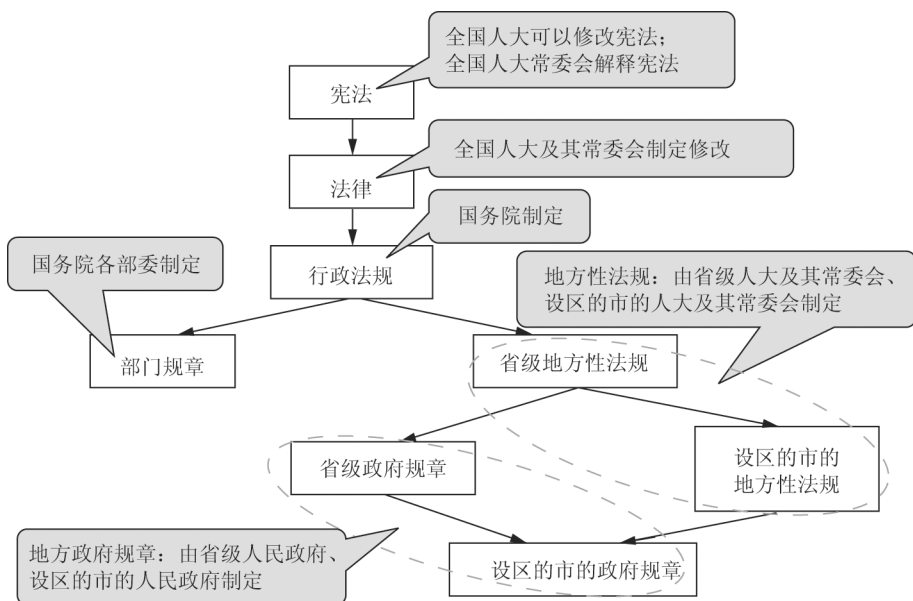 全国人大可以修改宪法；
全国人大常委会解释宪法
宪法
全国人大及其常委会制定修改
法律
国务院制定
国务院各部委制定
行政法规
地方性法规：由省级人大及其常委会、
设区的市的人大及其常委会制定
部门规章
省级地方性法规
省级政府规章
设区的市的
地方性法规
地方政府规章：由省级人民政府、
设区的市的人民政府制定
设区的市的政府规章